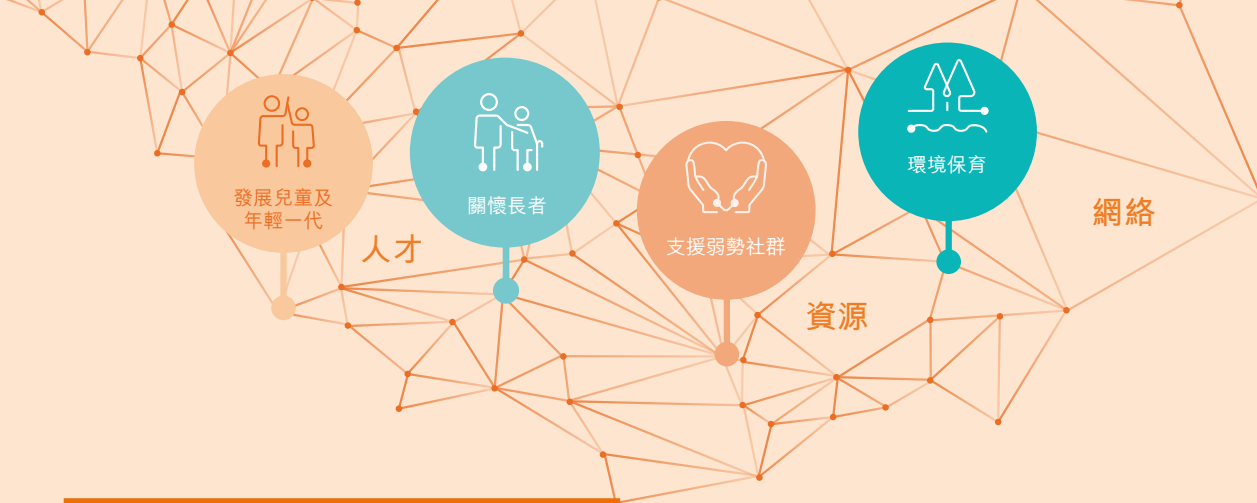 發展兒童及
年輕一代
人才
關懷長者
支援弱勢社群
資源
環境保育
網絡